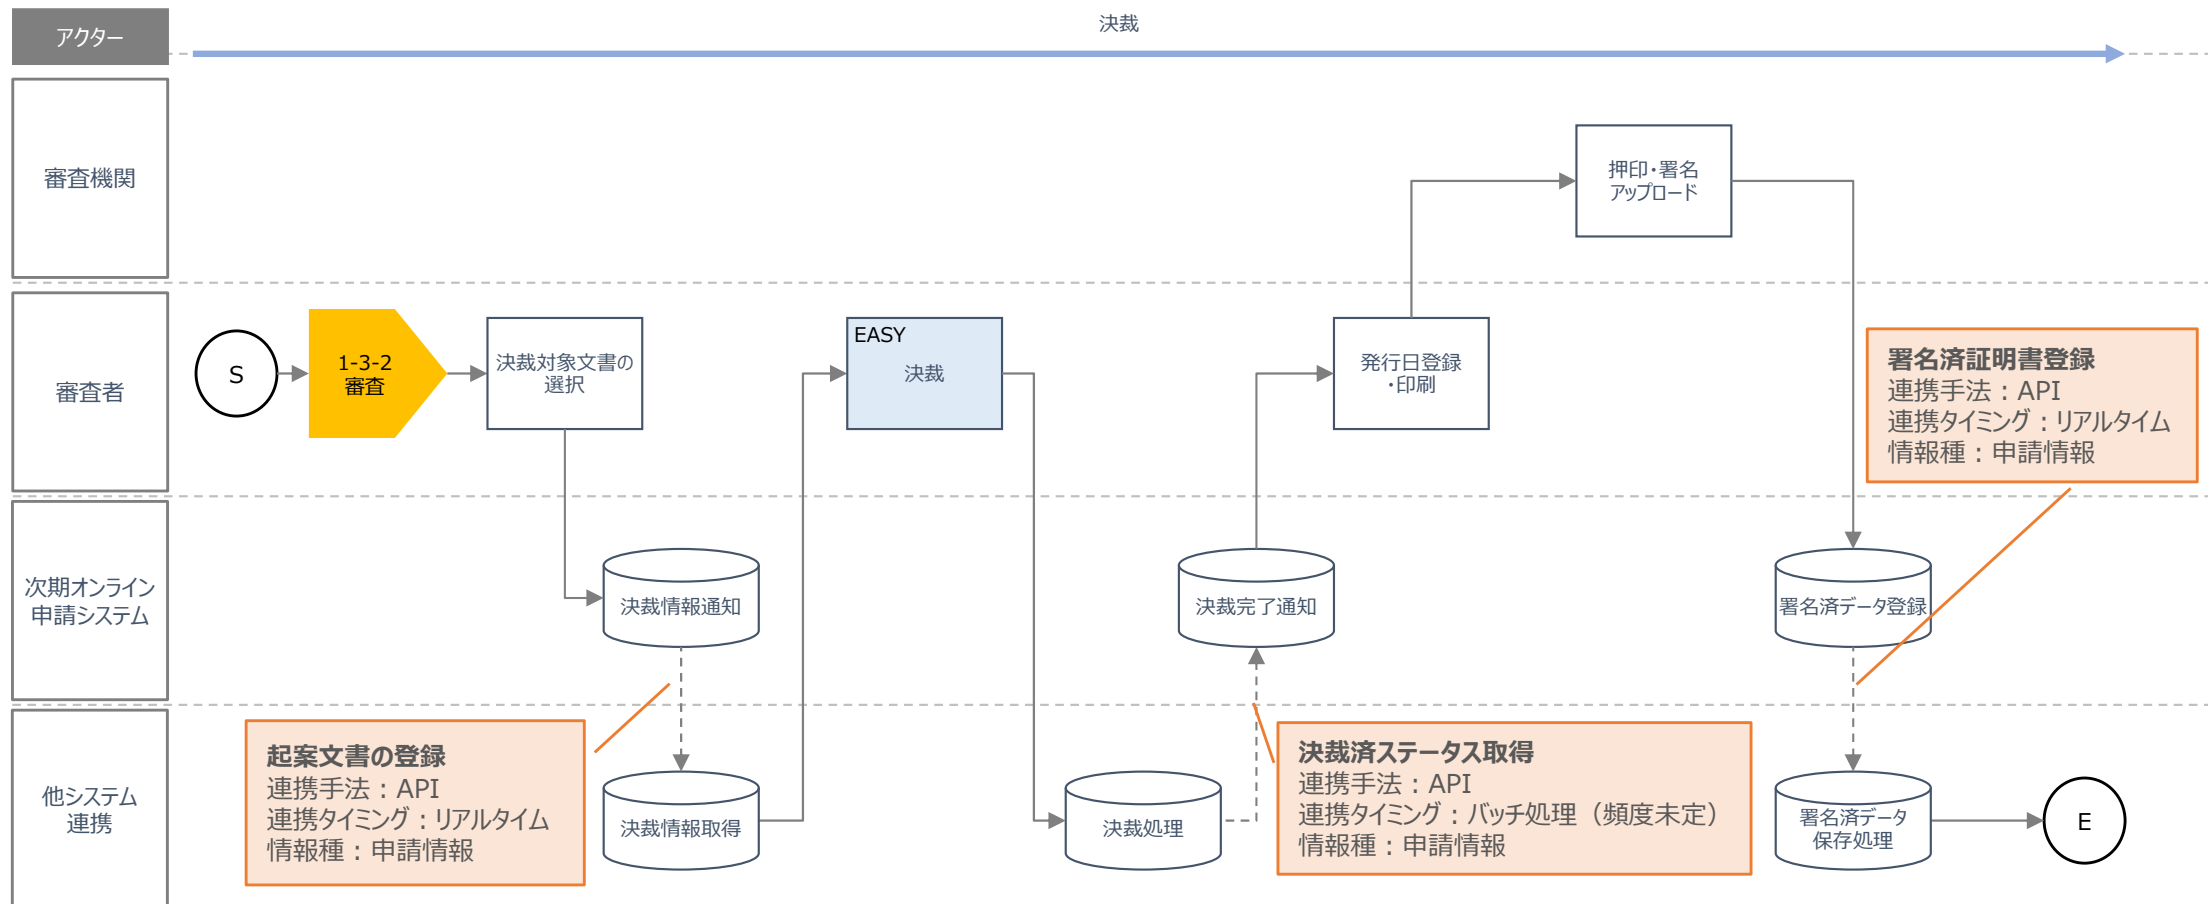 アクター
決裁
審査機関
押印・署名
アップロード
審査者
S
1-3-2
審査
決裁対象文書の
選択
EASY
決裁
発行日登録
・印刷
署名済証明書登録
連携手法：API
連携タイミング：リアルタイム
情報種：申請情報
次期オンライン
申請システム
決裁情報通知
決裁完了通知
署名済データ登録
他システム
連携
起案文書の登録
連携手法：API
連携タイミング：リアルタイム
情報種：申請情報
決裁情報取得
決裁処理
決裁済ステータス取得
連携手法：API
連携タイミング：バッチ処理（頻度未定）
情報種：申請情報
署名済データ
保存処理
E